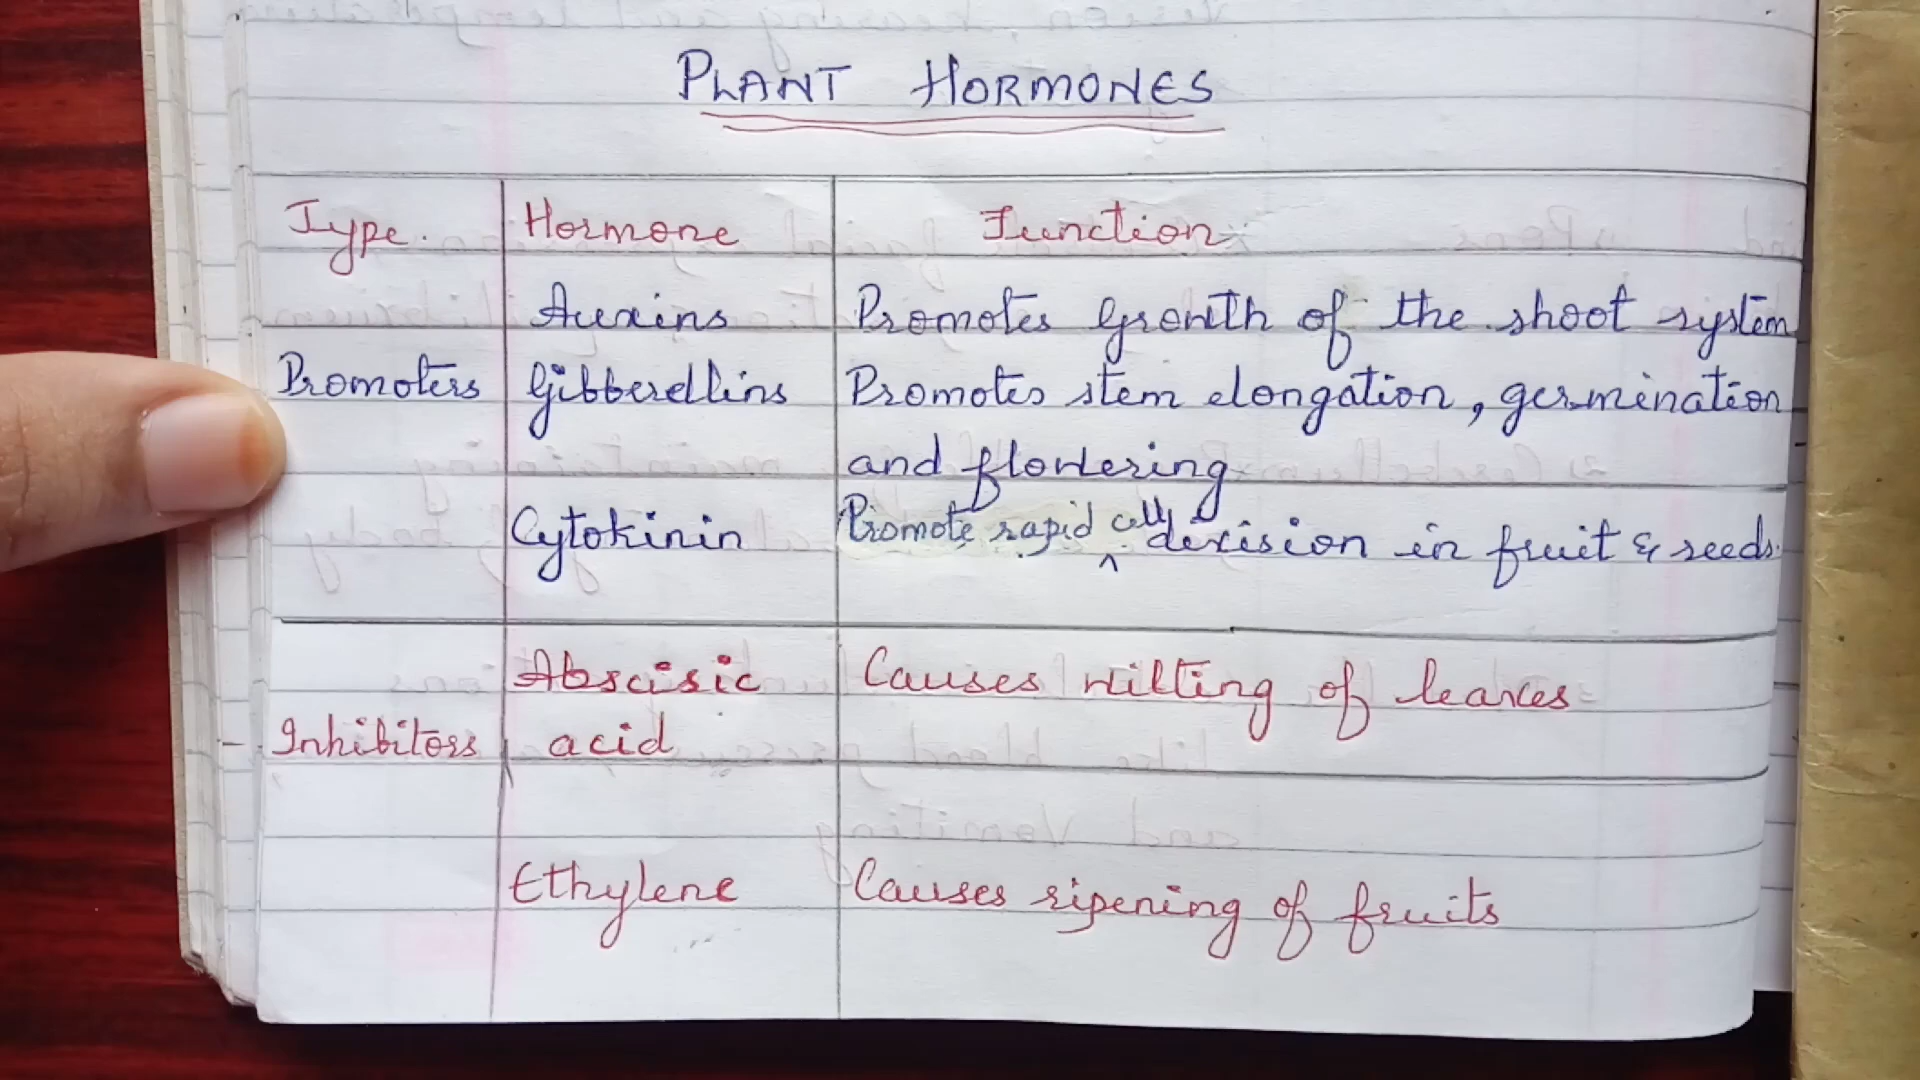 PLANT HORMONES
Type. Hormone Function
Auxins Promotes growth of the shoot system
Promoters Gibberellins Promotes stem elongation, germination
and flowering
Cytokinin Promote rapid cell devision in fruit & seeds.
Abscisic Causes wilting of leaves
- Inhibitors acid
Ethylene Causes ripening of fruits